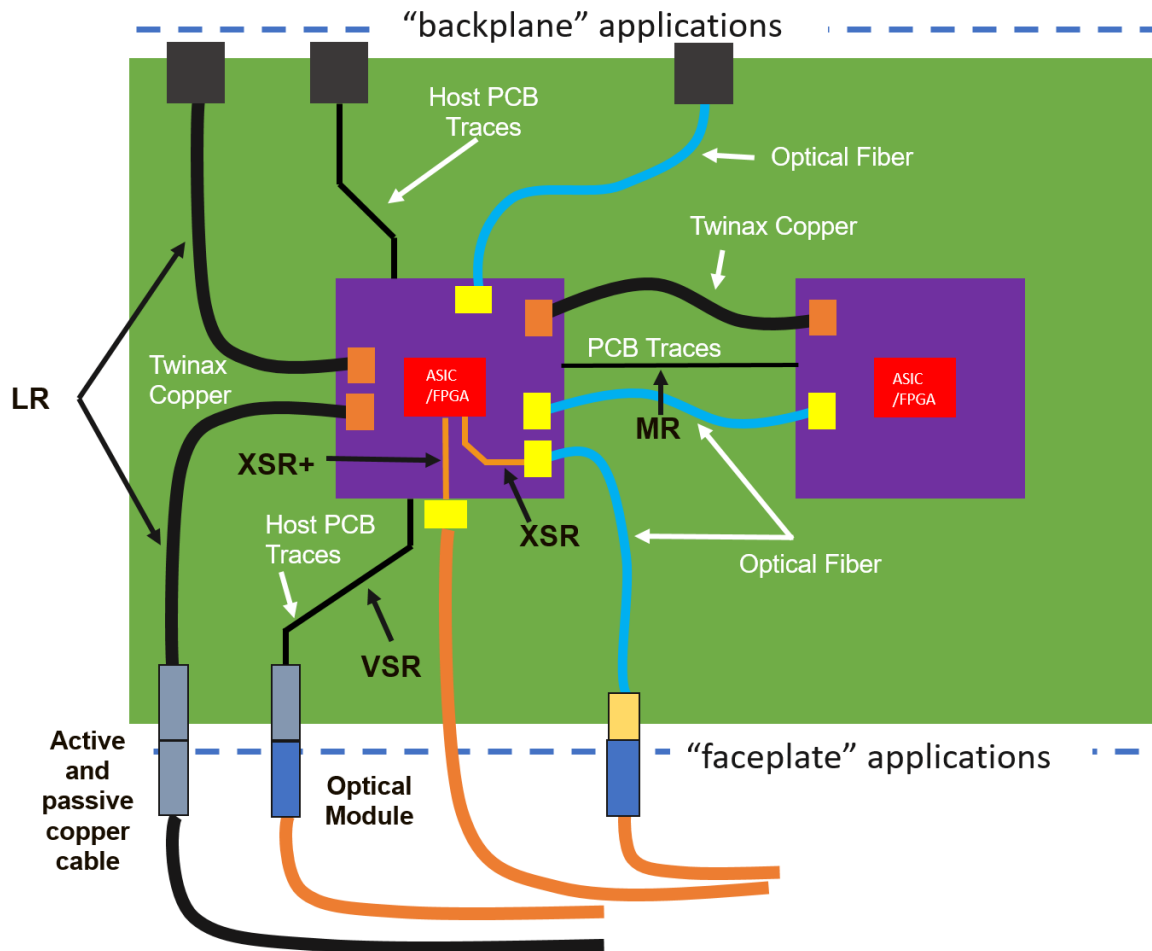 “backplane” applications
Host PCB
Traces
Optical Fiber
Twinax Copper
PCB Traces
Twinax
Copper
LR
ASIC
/FPGA
ASIC
/FPGA
MR
XSR+
XSR
Host PCB
Traces
Optical Fiber
VSR
Active
and
passive
copper
cable
Optical
Module
“faceplate” applications